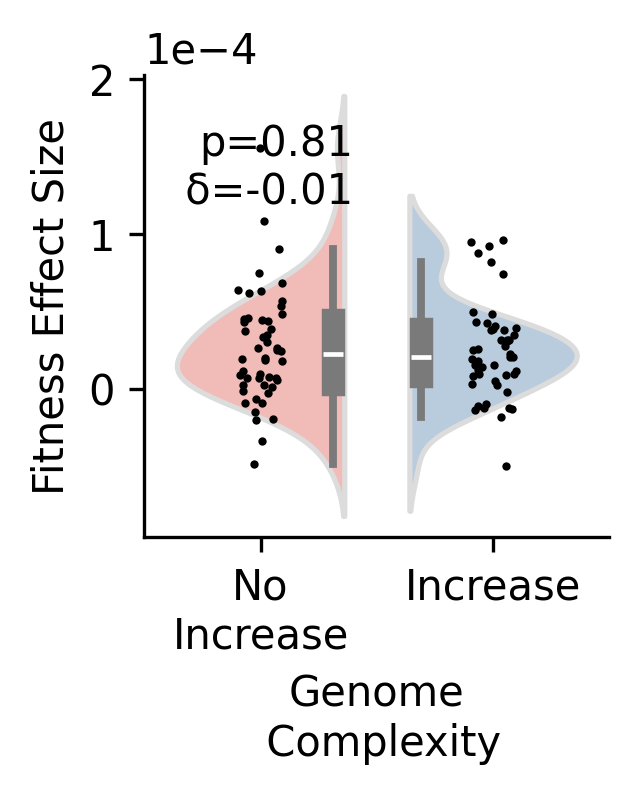 1e−4
2
p=0.81
δ=-0.01
1
0
Fitness Effect Size
No
Increase
Increase
Genome
Complexity